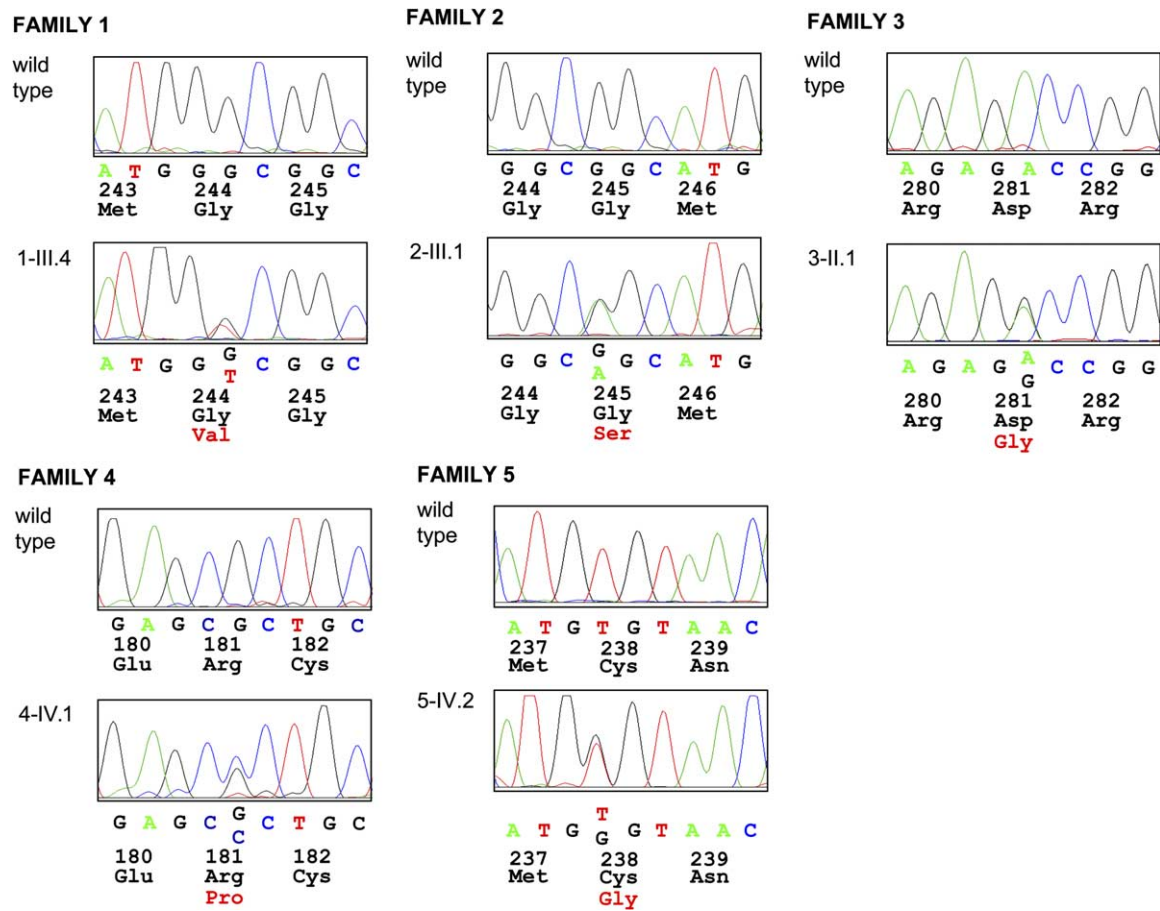 FAMILY 1
wild
type
A T G G G C G G C
243 244 245
Met Gly Gly
1-III.4
A T G G G C G G C
T
243 244 245
Met Gly Gly
Val
FAMILY 2
wild
type
G G C G G C A T G
244 245 246
Gly Gly Met
2-III.1
G G C G G C A T G
A
244 245 246
Gly Gly Met
Ser
FAMILY 3
wild
type
A G A G A C C G G
280 281 282
Arg Asp Arg
3-II.1
A G A G A C C G G
G
280 281 282
Arg Asp Arg
Gly
FAMILY 4
wild
type
G A G C G C T G C
180 181 182
Glu Arg Cys
4-IV.1
G A G C G C T G C
C
180 181 182
Glu Arg Cys
Pro
FAMILY 5
wild
type
A T G T G T A A C
237 238 239
Met Cys Asn
5-IV.2
A T G T G T A A C
G
237 238 239
Met Cys Asn
Gly